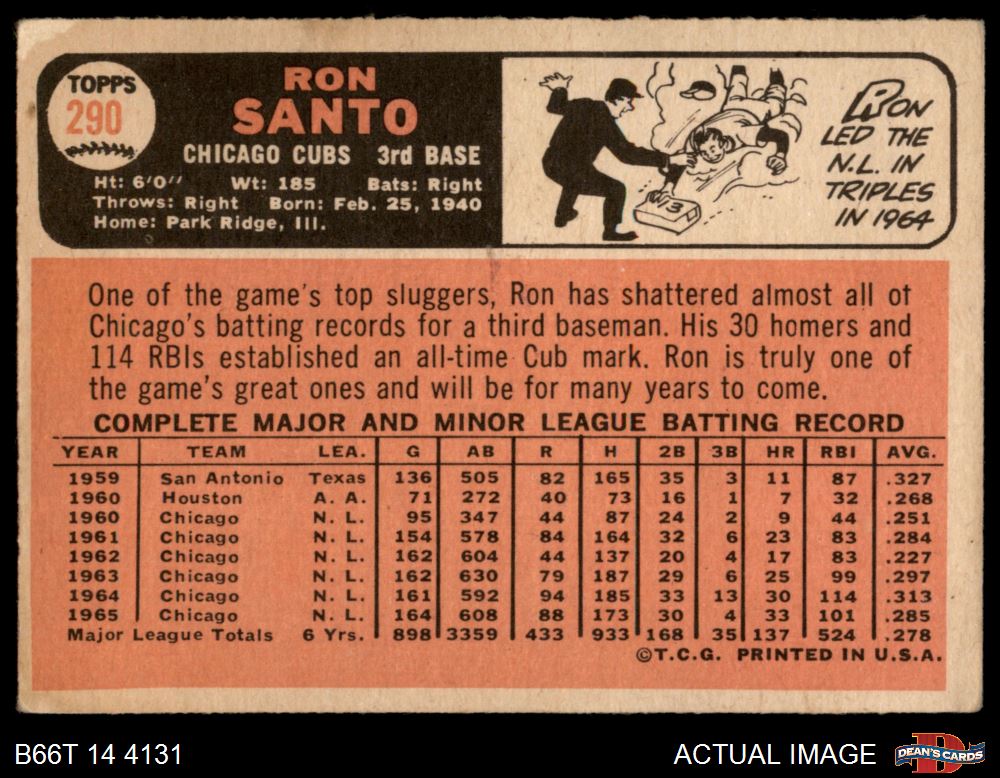 TOPPS
290
RON
SANTO
CHICAGO CUBS 3rd BASE
Ht: 6'0" Wt: 185 Bats: Right
Throws: Right Born: Feb. 25, 1940
Home: Park Ridge, Ill.
13
RON
LED THE
N.L. IN
TRIPLES
IN 1964
One of the game's top sluggers, Ron has shattered almost all of
Chicago's batting records for a third baseman. His 30 homers and
114 RBIs established an all-time Cub mark. Ron is truly one of
the game's great ones and will be for many years to come.
COMPLETE MAJOR AND MINOR LEAGUE BATTING RECORD
YEAR TEAM LEA. G AB R H 2B 3B HR RBI AVG.
1959 San Antonio Texas 136 505 82 165 35 3 11 87 .327
1960 Houston A. A. 71 272 40 73 16 1 7 32 .268
1960 Chicago N. L. 95 347 44 87 24 2 9 44 .251
1961 Chicago N. L. 154 578 84 164 32 6 23 83 .284
1962 Chicago N. L. 162 604 44 137 20 4 17 83 .227
1963 Chicago N. L. 162 630 79 187 29 6 25 99 .297
1964 Chicago N. L. 161 592 94 185 33 13 30 114 .313
1965 Chicago N. L. 164 608 88 173 30 4 33 101 .285
Major League Totals 6 Yrs. 898 3359 433 933 168 35 137 524 .278
©T.C.G. PRINTED IN U.S.A.
B66T 14 4131
ACTUAL IMAGE
D
DEAN'S CARDS